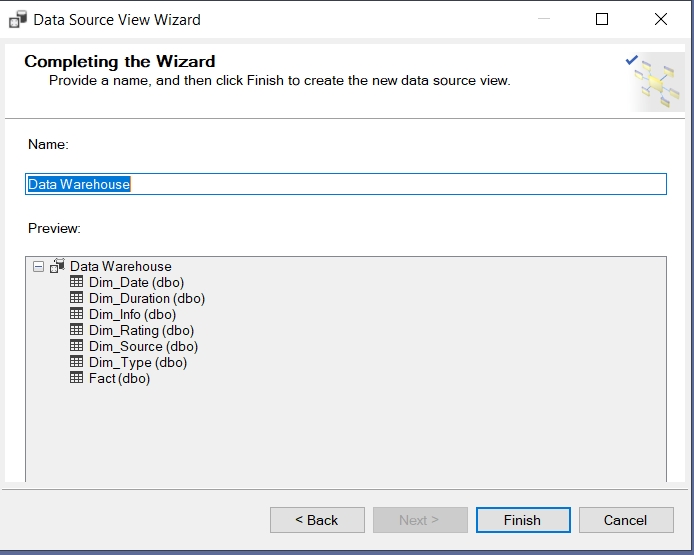 Data Source View Wizard
Completing the Wizard
Provide a name, and then click Finish to create the new data source view.
Name:
Data Warehouse
Preview:
Data Warehouse
Dim_Date (dbo)
Dim_Duration (dbo)
Dim_Info (dbo)
Dim_Rating (dbo)
Dim_Source (dbo)
Dim_Type (dbo)
Fact (dbo)
< Back
Next >
Finish
Cancel